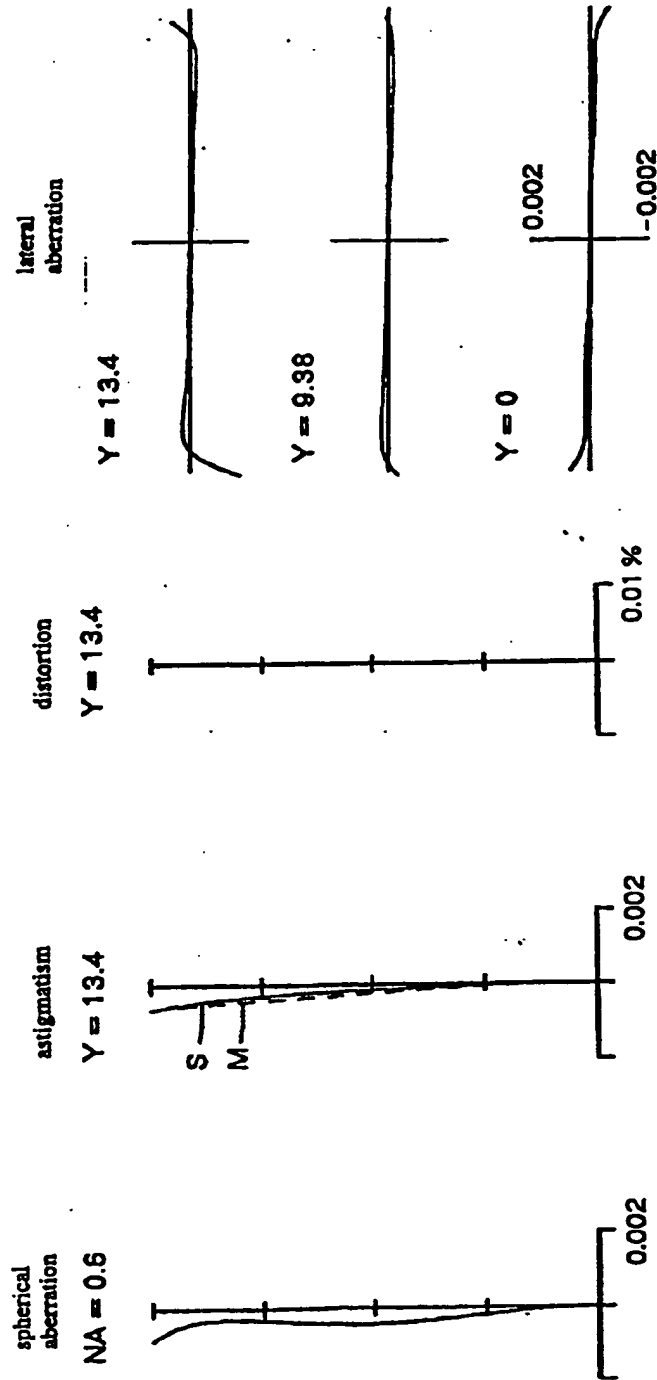 spherical
aberration
NA = 0.6
0.002
astigmatism
Y = 13.4
S
M
0.002
distortion
Y = 13.4
0.01 %
lateral
aberration
Y = 13.4
Y = 9.38
Y = 0
0.002
-0.002